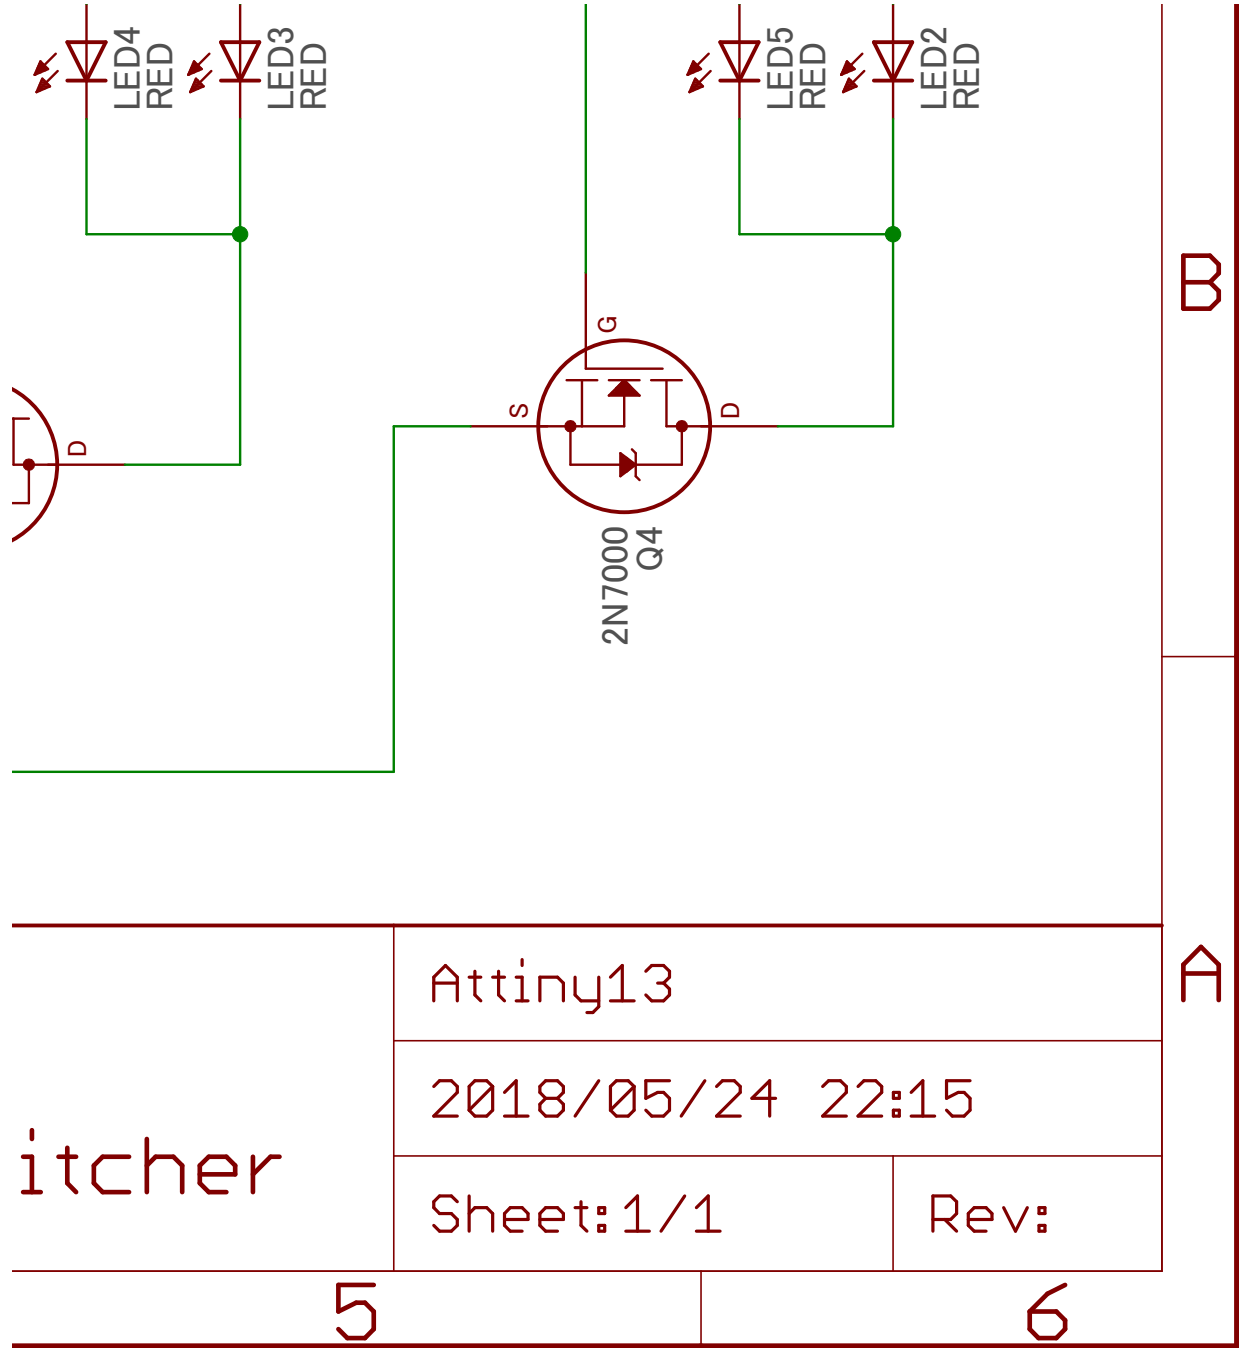 LED4
RED
LED3
RED
LED5
RED
LED2
RED
B
G
S
D
D
2N7000
Q4
A
Attiny13
2018/05/24 22:15
itcher
Sheet: 1/1
Rev:
5
6